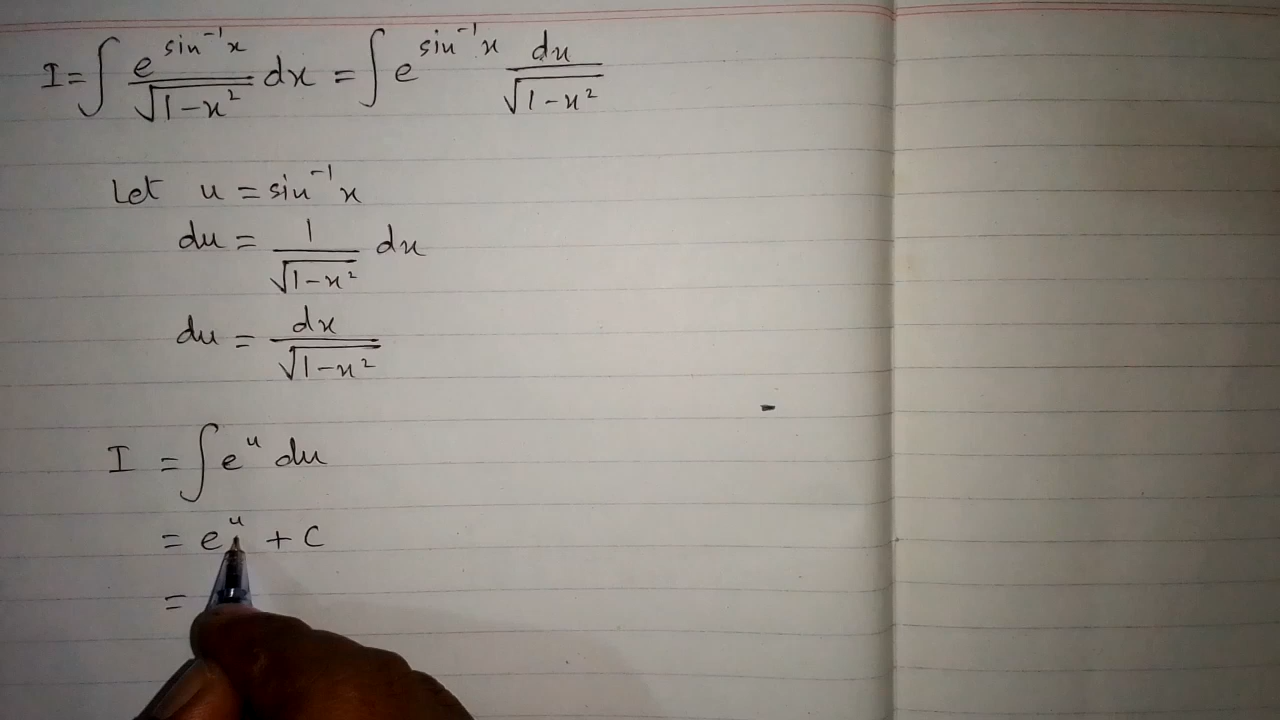 I = ∫ e^(sin⁻¹x) / √(1-x²) dx = ∫ e^(sin⁻¹x) dx / √(1-x²)
Let u = sin⁻¹x
du = 1 / √(1-x²) dx
du = dx / √(1-x²)
I = ∫ e^u du
= e^u + C
=